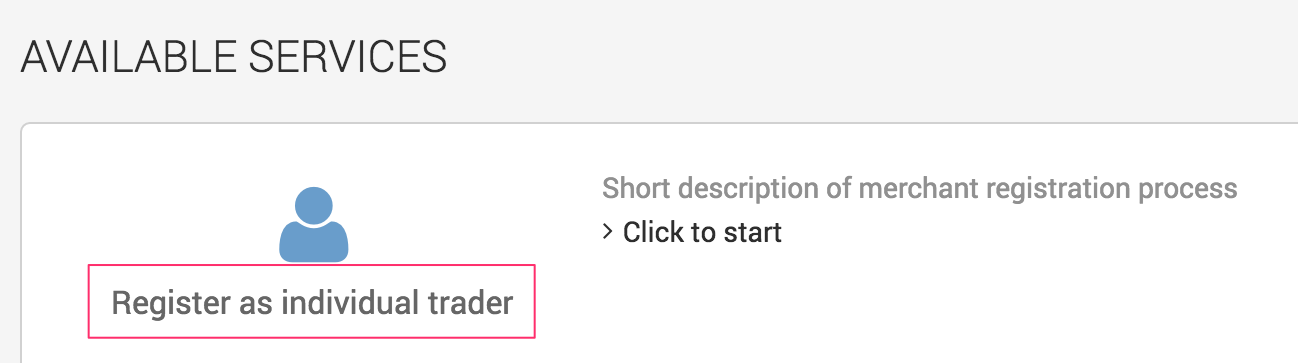 AVAILABLE SERVICES
Short description of merchant registration process
> Click to start
Register as individual trader